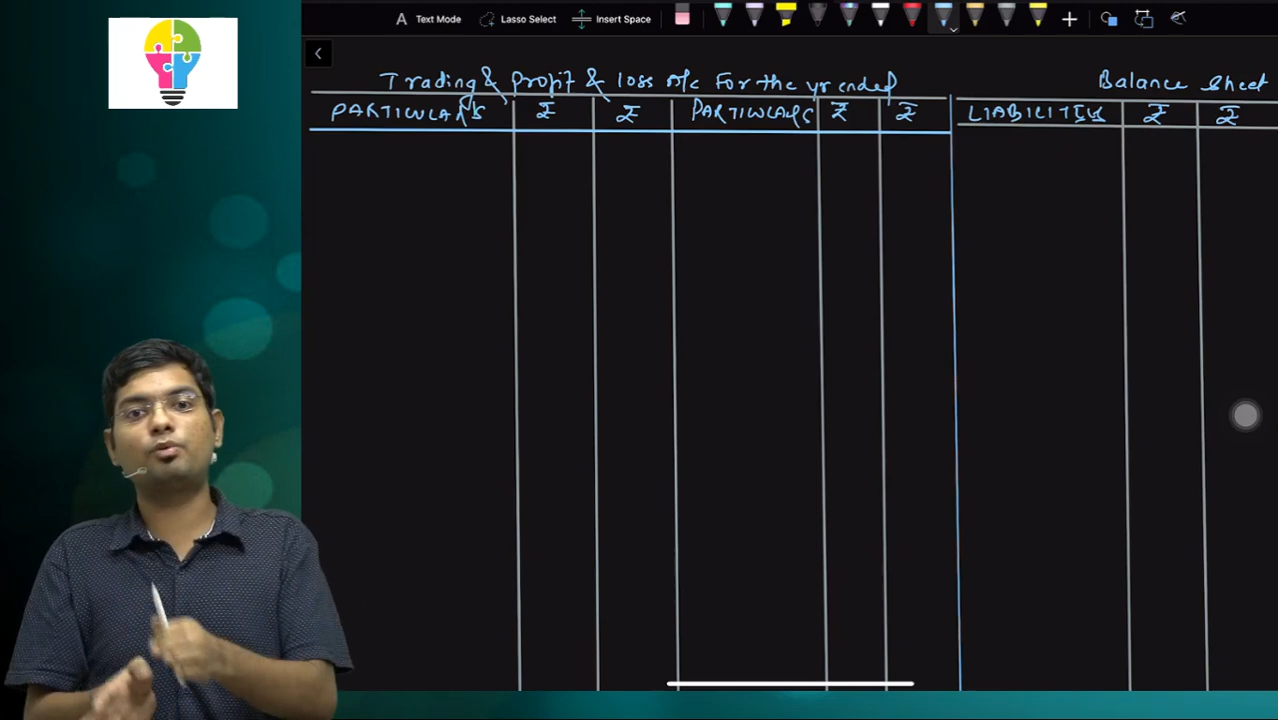 Text Mode Lasso Select Insert Space
Trading & profit & loss A/c For the yr ended Balance Sheet
PARTICULARS ₹ ₹ PARTICULARS ₹ ₹ LIABILITIES ₹ ₹